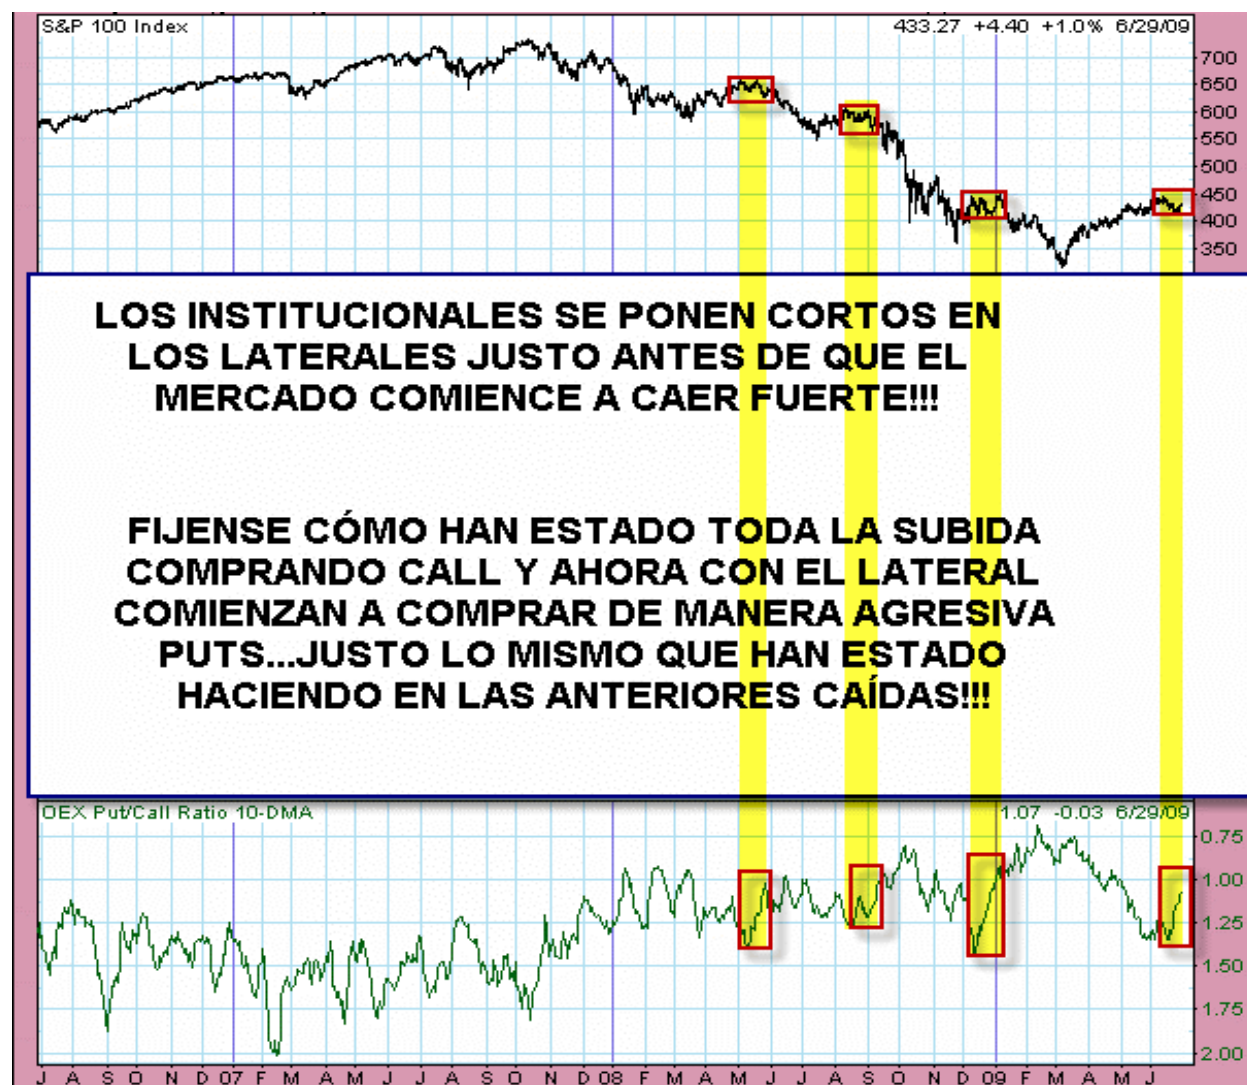 S&P 100 Index
433.27 +4.40 +1.0% 6/29/09
700
650
600
550
500
450
400
350
LOS INSTITUCIONALES SE PONEN CORTOS EN
LOS LATERALES JUSTO ANTES DE QUE EL
MERCADO COMIENCE A CAER FUERTE!!!
FIJENSE CÓMO HAN ESTADO TODA LA SUBIDA
COMPRANDO CALL Y AHORA CON EL LATERAL
COMIENZAN A COMPRAR DE MANERA AGRESIVA
PUTS...JUSTO LO MISMO QUE HAN ESTADO
HACIENDO EN LAS ANTERIORES CAÍDAS!!!
OEX Put/Call Ratio 10-DMA
1.07 -0.03 6/29/09
0.75
1.00
1.25
1.50
1.75
2.00
J A S O N D 07 F M A M J J A S O N D 08 F M A M J J A S O N D 09 F M A M J